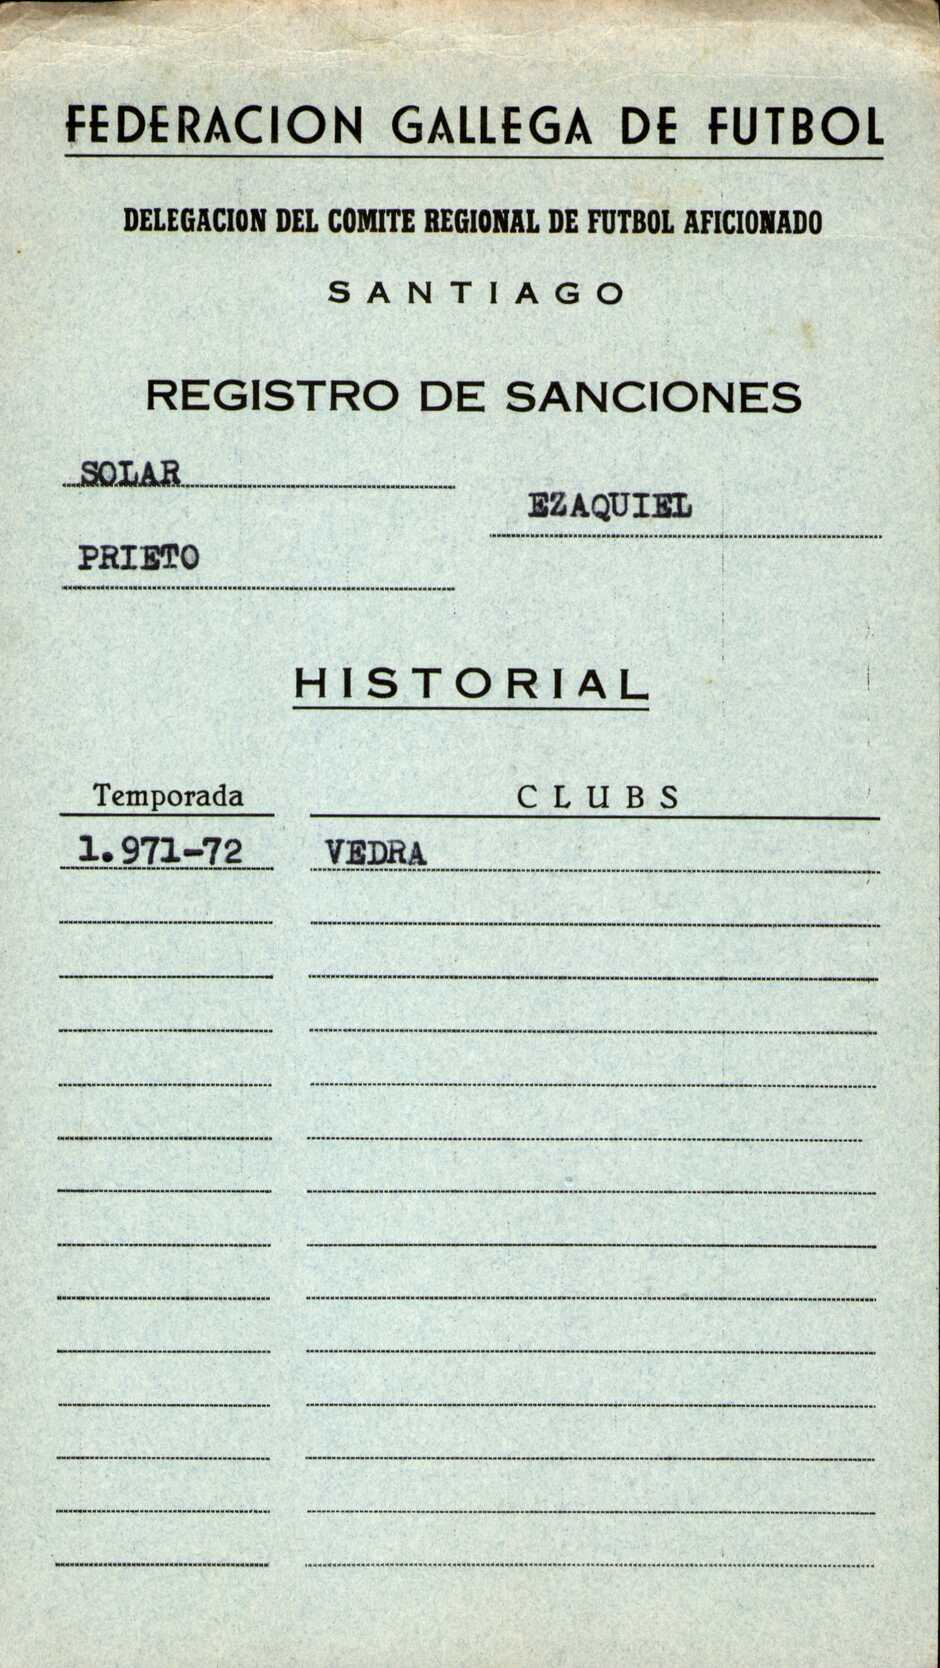 FEDERACION GALLEGA DE FUTBOL
DELEGACION DEL COMITE REGIONAL DE FUTBOL AFICIONADO
SANTIAGO
REGISTRO DE SANCIONES
SOLAR
EZAQUIEL
PRIETO
HISTORIAL
Temporada CLUBS
1.971-72 VEDRA